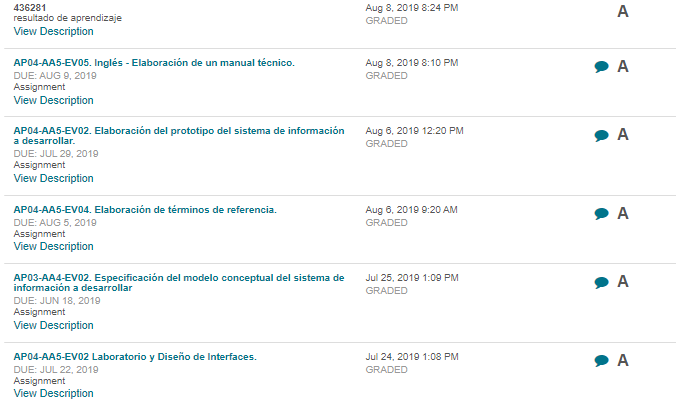 436281
Aug 8, 2019 8:24 PM
A
resultado de aprendizaje
GRADED
View Description
AP04-AA5-EV05. Inglés - Elaboración de un manual técnico.
Aug 8, 2019 8:10 PM
A
DUE: AUG 9, 2019
GRADED
Assignment
View Description
AP04-AA5-EV02. Elaboración del prototipo del sistema de información
a desarrollar.
Aug 6, 2019 12:20 PM
A
DUE: JUL 29, 2019
GRADED
Assignment
View Description
AP04-AA5-EV04. Elaboración de términos de referencia.
Aug 6, 2019 9:20 AM
A
DUE: AUG 5, 2019
GRADED
Assignment
View Description
AP03-AA4-EV02. Especificación del modelo conceptual del sistema de
información a desarrollar
Jul 25, 2019 1:09 PM
A
DUE: JUN 18, 2019
GRADED
Assignment
View Description
AP04-AA5-EV02 Laboratorio y Diseño de Interfaces.
Jul 24, 2019 1:08 PM
A
DUE: JUL 22, 2019
GRADED
Assignment
View Description